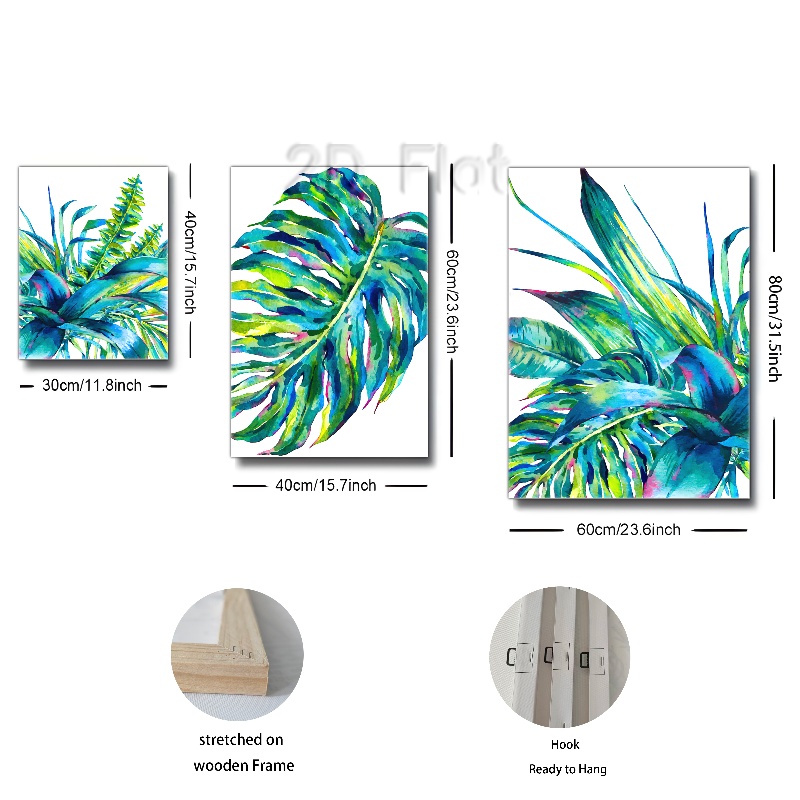 2D Flat
40cm/15.7inch
30cm/11.8inch
60cm/23.6inch
40cm/15.7inch
80cm/31.5inch
60cm/23.6inch
stretched on
wooden Frame
Hook
Ready to Hang